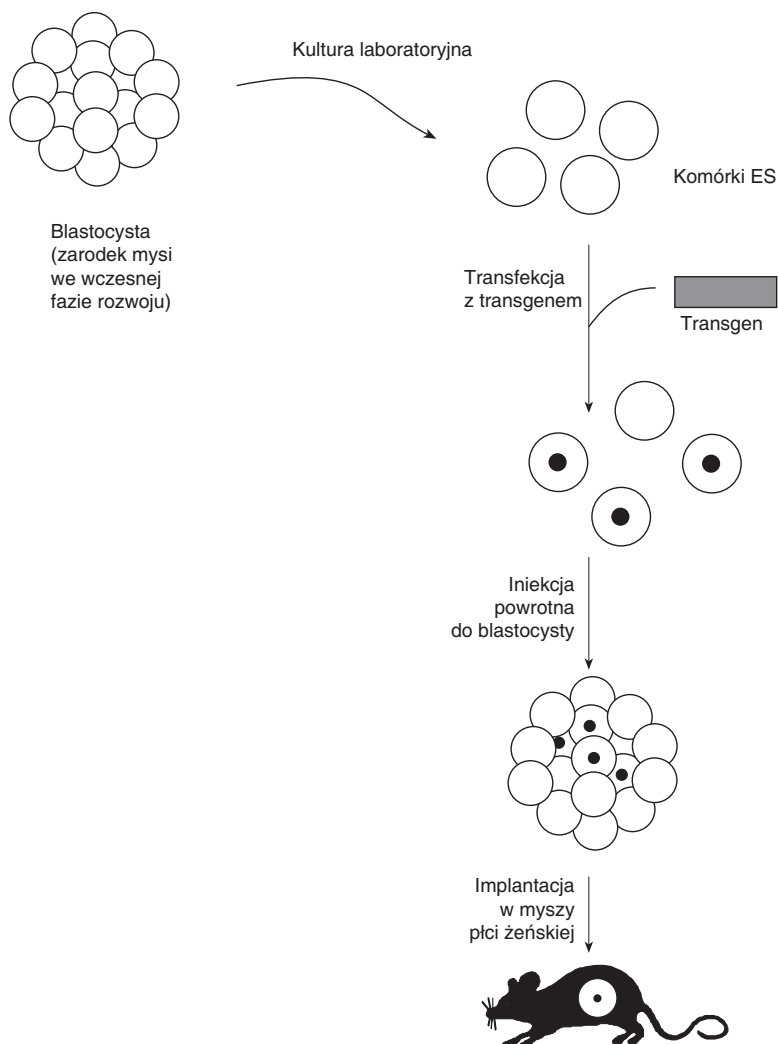 Kultura laboratoryjna
Komórki ES
Blastocysta
(zarodek mysi
we wczesnej
fazie rozwoju)
Transfekcja
z transgenem
Transgen
Iniekcja
powrotna
do blastocysty
Implantacja
w myszy
płci żeńskiej